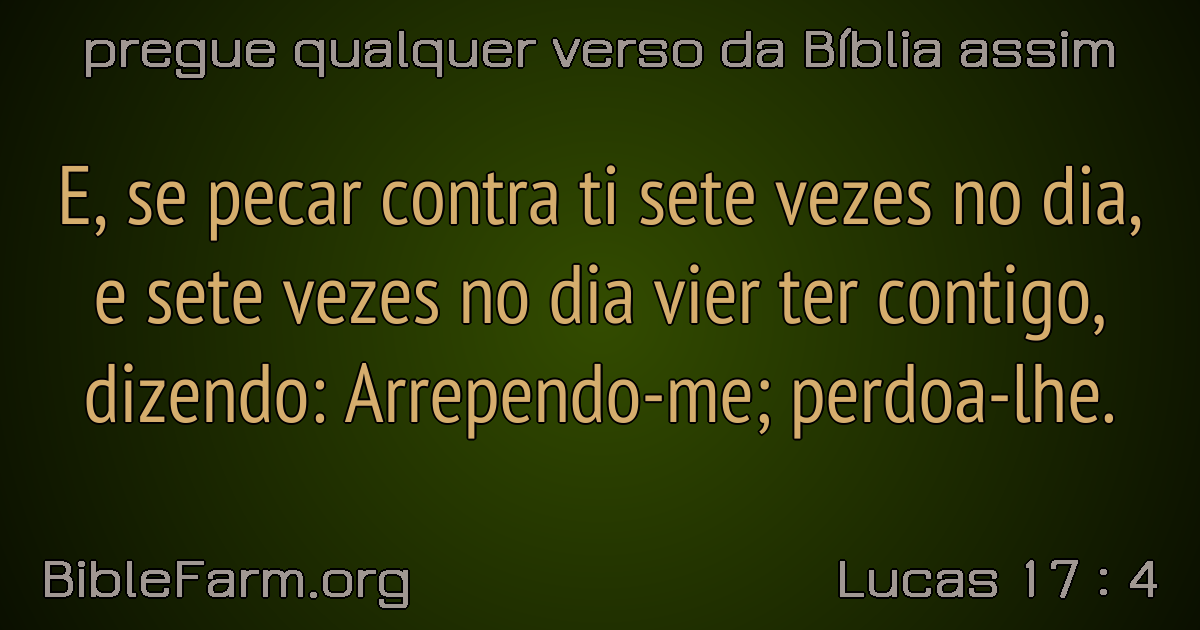 pregue qualquer verso da Bíblia assim
E, se pecar contra ti sete vezes no dia,
e sete vezes no dia vier ter contigo,
dizendo: Arrependo-me; perdoa-lhe.
BibleFarm.org
Lucas 17 : 4